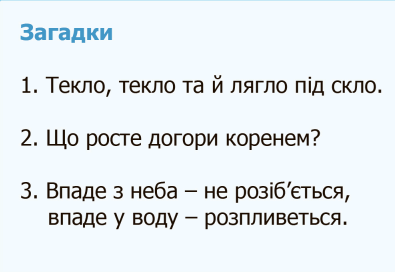 Загадки
1. Текло, текло та й лягло під скло.
2. Що росте догори коренем?
3. Впаде з неба – не розіб’ється,
впаде у воду – розпливеться.